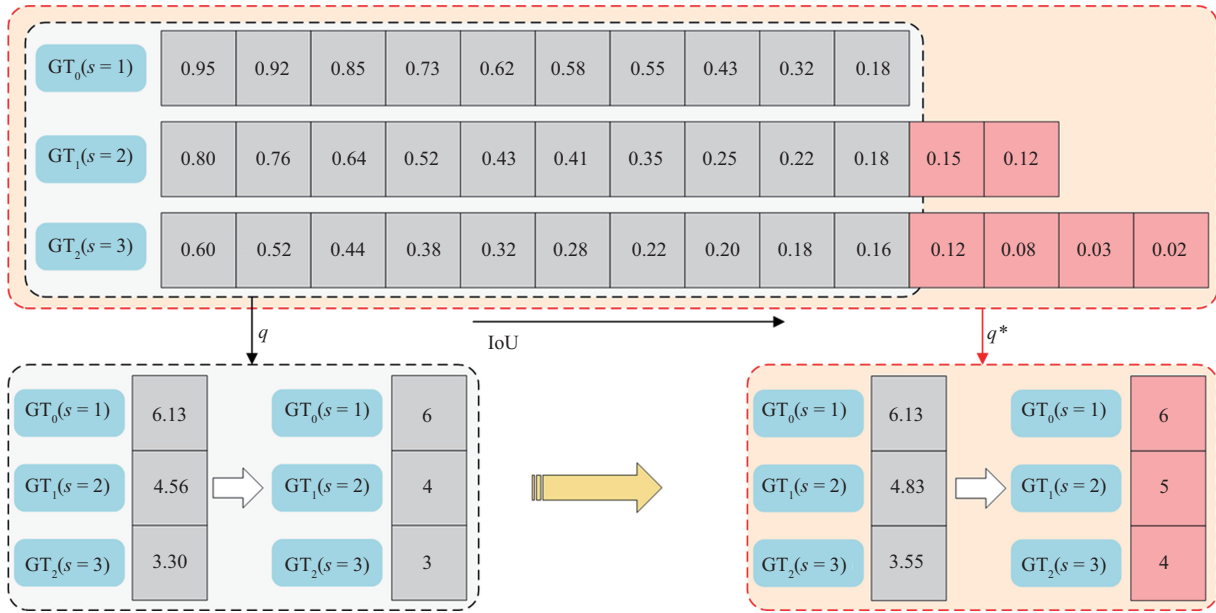 GT₀(s = 1) 0.95 0.92 0.85 0.73 0.62 0.58 0.55 0.43 0.32 0.18
GT₁(s = 2) 0.80 0.76 0.64 0.52 0.43 0.41 0.35 0.25 0.22 0.18 0.15 0.12
GT₂(s = 3) 0.60 0.52 0.44 0.38 0.32 0.28 0.22 0.20 0.18 0.16 0.12 0.08 0.03 0.02
q IoU q*
GT₀(s = 1) 6.13 GT₀(s = 1) 6 GT₀(s = 1) 6.13 GT₀(s = 1) 6
GT₁(s = 2) 4.56 GT₁(s = 2) 4 GT₁(s = 2) 4.83 GT₁(s = 2) 5
GT₂(s = 3) 3.30 GT₂(s = 3) 3 GT₂(s = 3) 3.55 GT₂(s = 3) 4